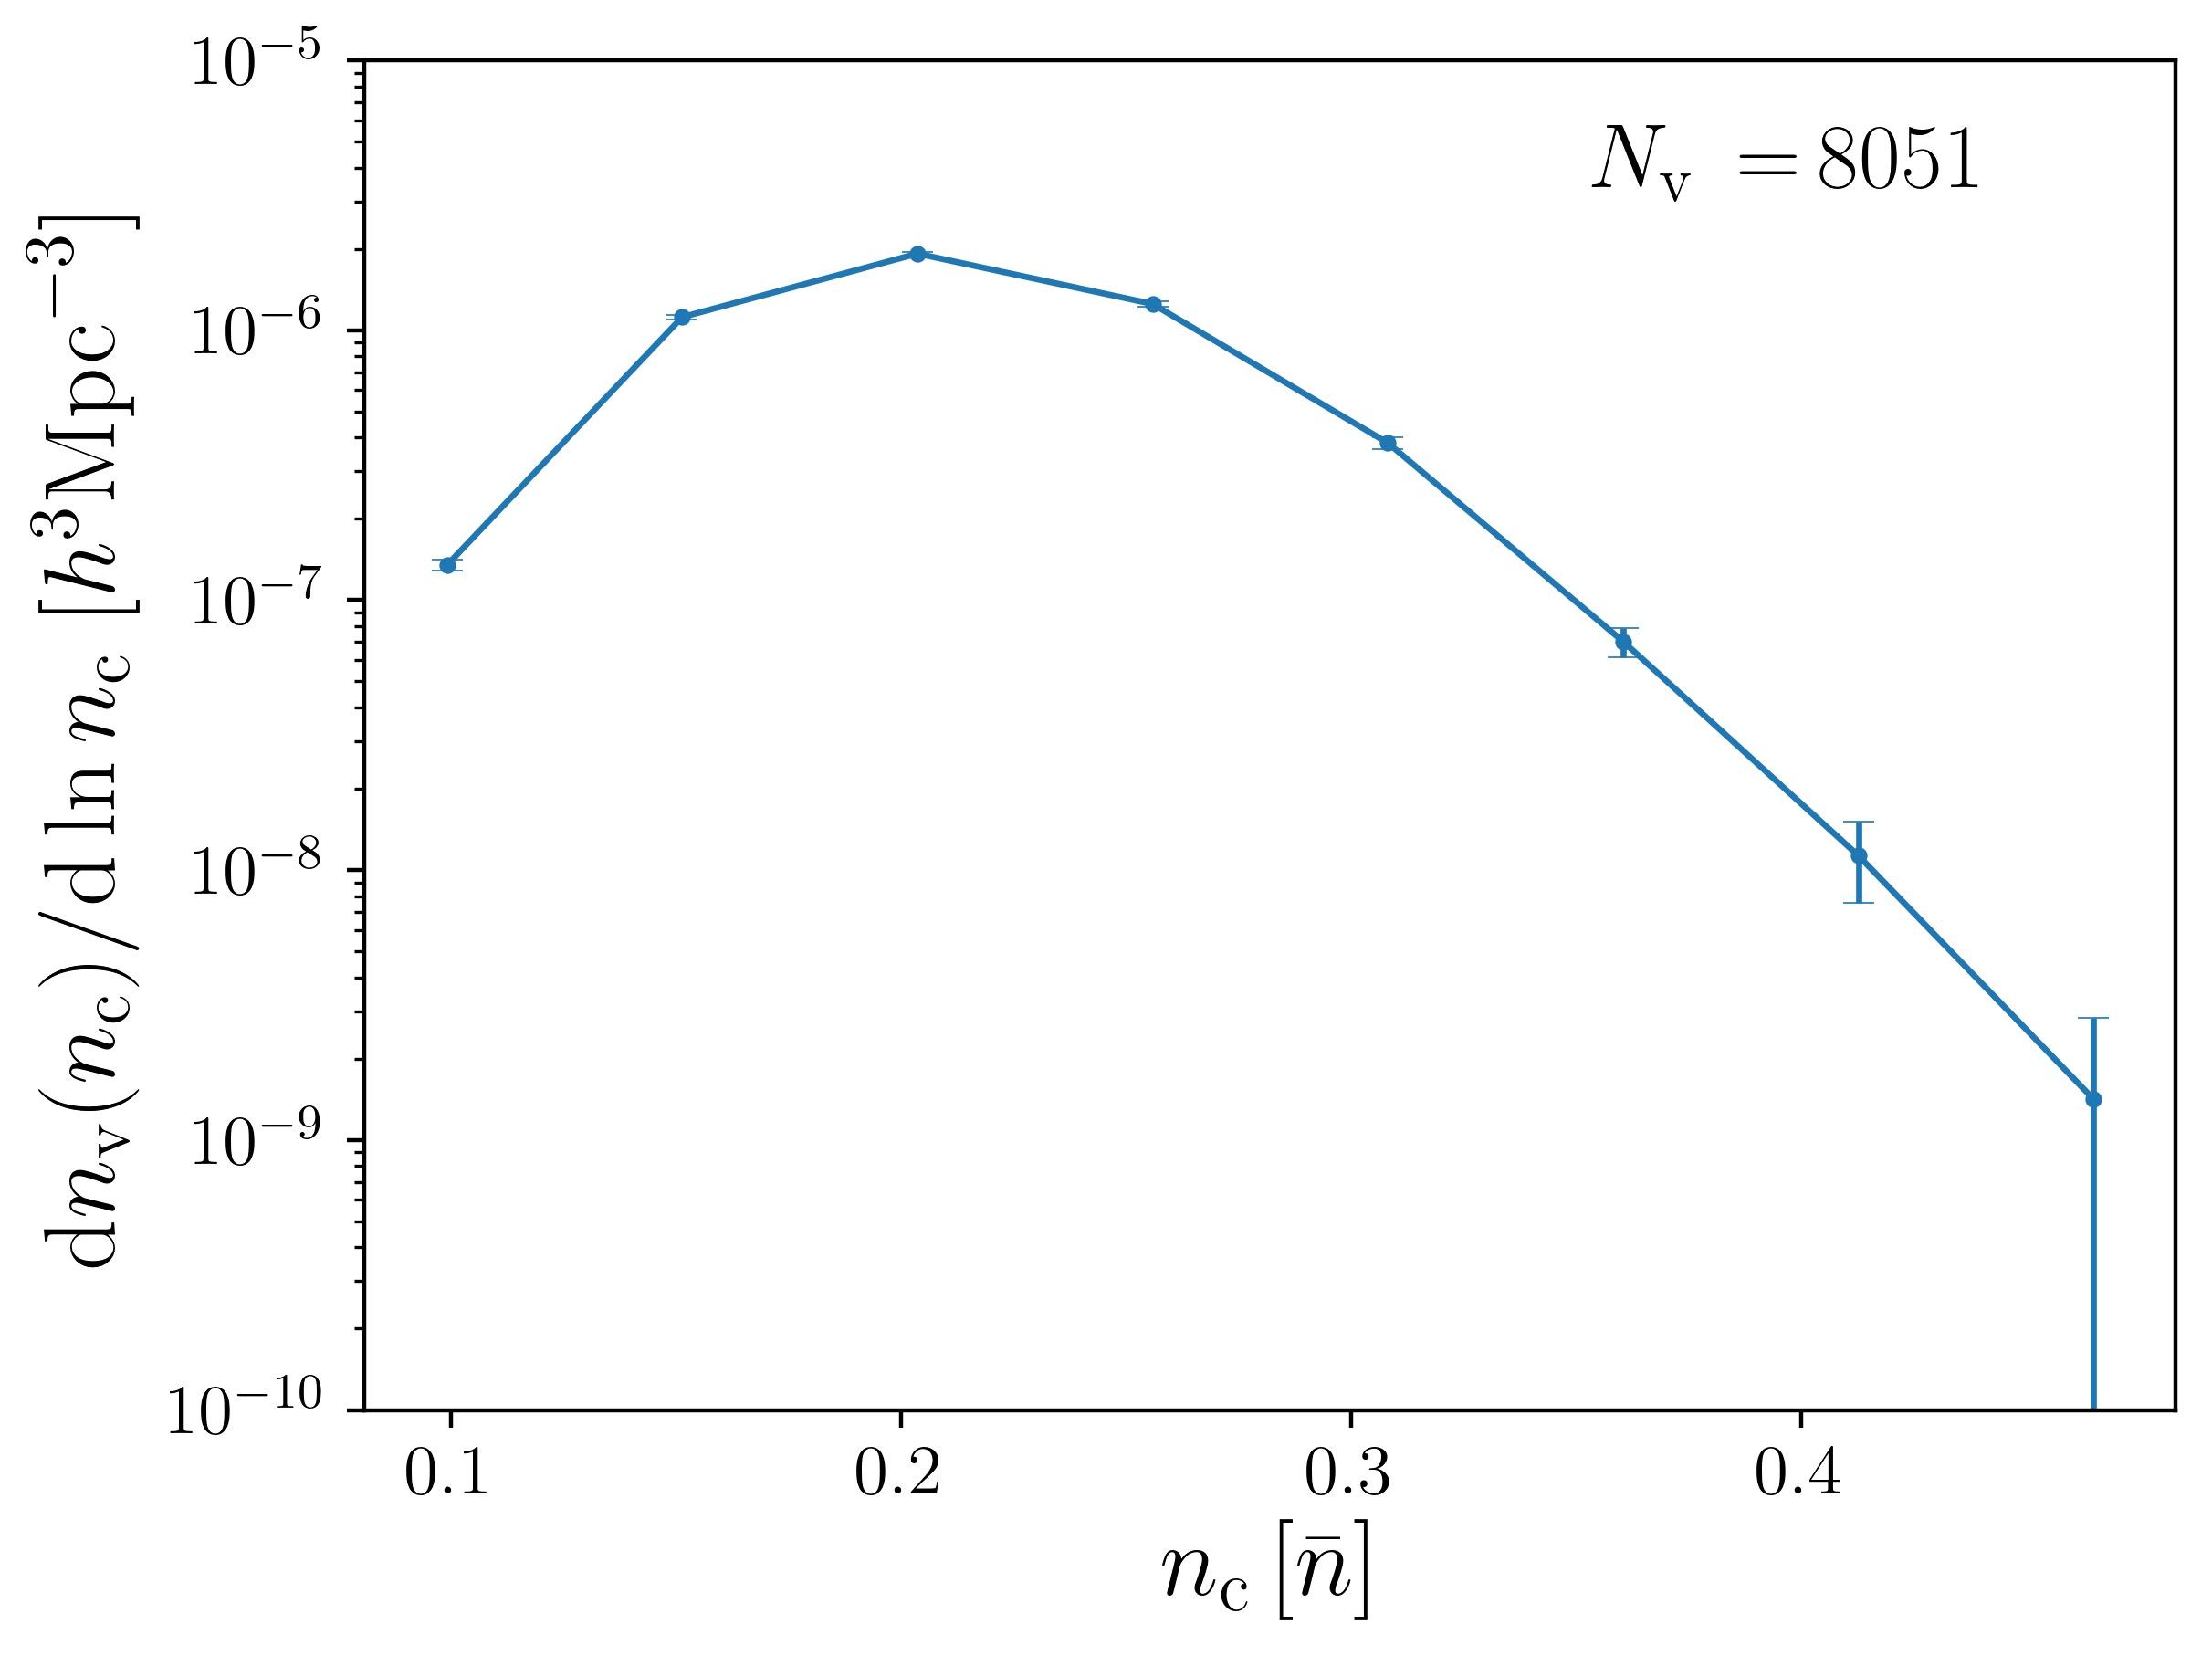 dn_v(n_c)/d ln n_c [h³Mpc⁻³]
10⁻⁵
10⁻⁶
10⁻⁷
10⁻⁸
10⁻⁹
10⁻¹⁰
N_v = 8051
0.1 0.2 0.3 0.4
n_c [n̄]